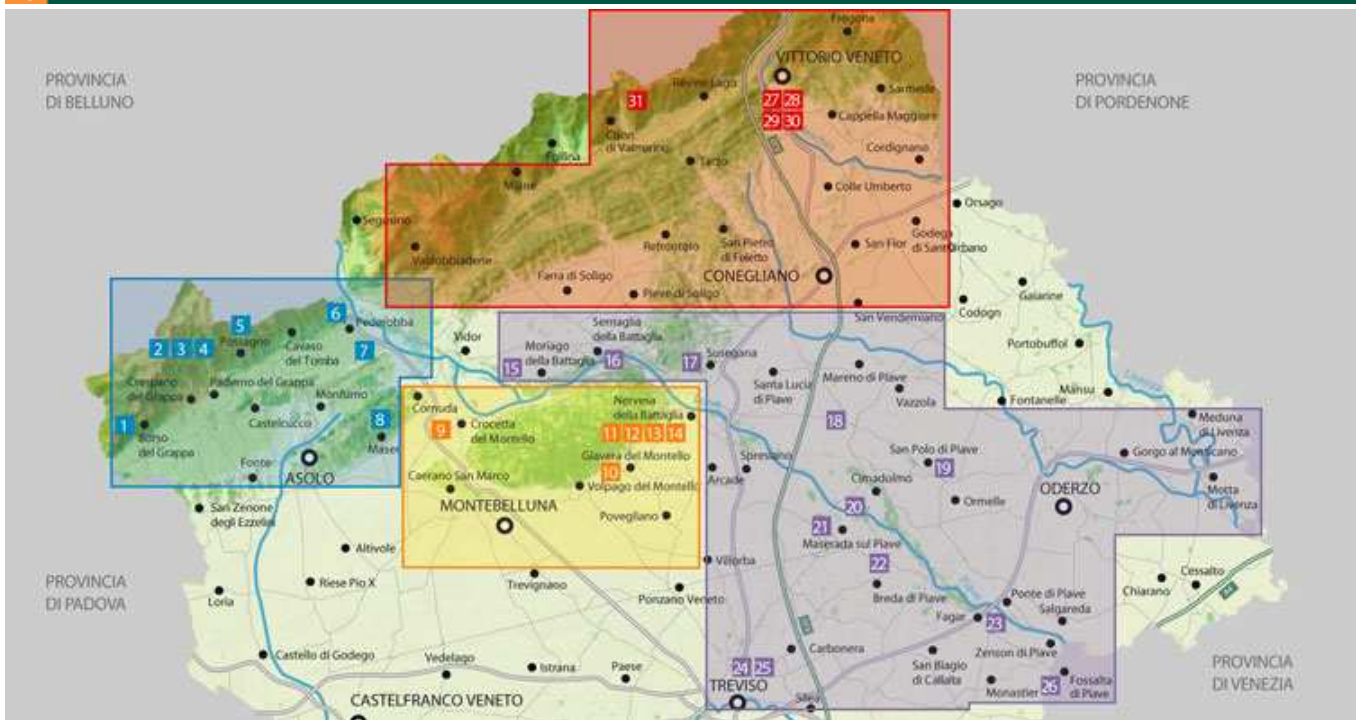 Fregona
PROVINCIA
DI BELLUNO
VITTORIO VENETO
PROVINCIA
DI PORDENONE
Revine Lago
Sarmede
31
27 28
29 30
Cappella Maggiore
Cison
di Valmarino
Follina
Tarzo
Cordignano
Miane
Colle Umberto
Orsago
Segusino
Refrontolo
San Pietro
di Feletto
San Fior
Godega
di Sant'Urbano
Valdobbiadene
Farra di Soligo
CONEGLIANO
Pieve di Soligo
Gaiarine
Codogn
San Vendemiano
6
Pederobba
5
Possagno
2 3 4
Cavaso
del Tomba
7
Vidor
Sernaglia
della Battaglia
Moriago
della Battaglia
15
16
17
Susegana
Portobuffol
Santa Lucia
di Piave
Mareno di Piave
Vazzola
Mansu
Fontanelle
Crespano
del Grappa
Paderno del Grappa
Monfumo
Castelcucco
1
Borso
del Grappa
8
Maser
Fonte
ASOLO
Cornuda
9
Crocetta
del Montello
Nervesa
della Battaglia
11 12 13 14
Giavera del Montello
10
Volpago del Montello
Caerano San Marco
MONTEBELLUNA
Povegliano
Arcade
Spresiano
18
San Polo di Piave
19
Meduna
di Livenza
Gorgo al Monticano
Motta
di Livenza
ODERZO
Cimadolmo
20
Ormelle
21
Maserada sul Piave
22
San Zenone
degli Ezzelini
Altivole
Riese Pio X
Loria
Trevignano
Villorba
Ponzano Veneto
Breda di Piave
Ponte di Piave
Salgareda
Fagar
23
Chiarano
Cessalto
PROVINCIA
DI PADOVA
Castello di Godego
Vedelago
Istrana
Paese
Carbonera
24 25
TREVISO
Silea
San Biagio
di Callalta
Zenson di Piave
Monastier
26
Fossalta
di Piave
PROVINCIA
DI VENEZIA
CASTELFRANCO VENETO